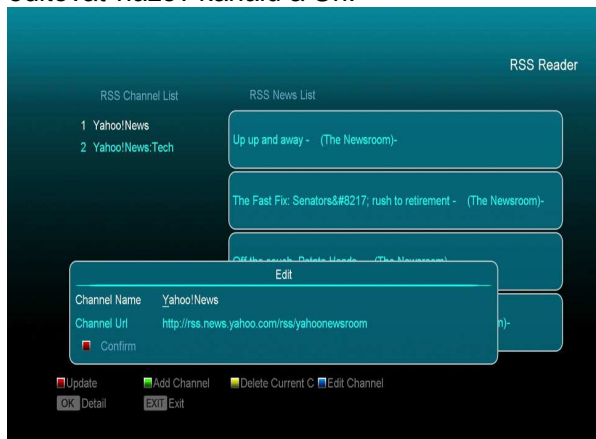 RSS Reader
RSS Channel List
RSS News List
1 Yahoo!News
2 Yahoo!News:Tech
Up up and away - (The Newsroom)-
The Fast Fix: Senators&#8217; rush to retirement - (The Newsroom)-
Edit
Channel Name Yahoo!News
Channel Url http://rss.news.yahoo.com/rss/yahoonewsroom
n)-
Confirm
Update Add Channel Delete Current C Edit Channel
OK Detail EXIT Exit